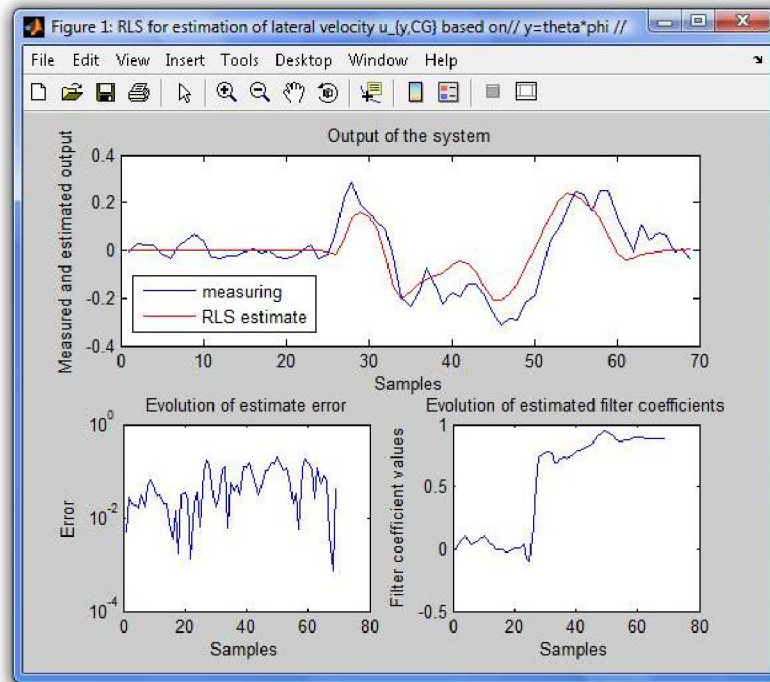 Figure 1: RLS for estimation of lateral velocity u_{y,CG} based on// y=theta*phi //
File Edit View Insert Tools Desktop Window Help
Output of the system
Measured and estimated output
0.4
0.2
0
-0.2
-0.4
measuring
RLS estimate
0 10 20 30 40 50 60 70
Samples
Evolution of estimate error
Error
10^0
10^-2
10^-4
0 20 40 60 80
Samples
Evolution of estimated filter coefficients
Filter coefficient values
1
0.5
0
-0.5
0 20 40 60 80
Samples